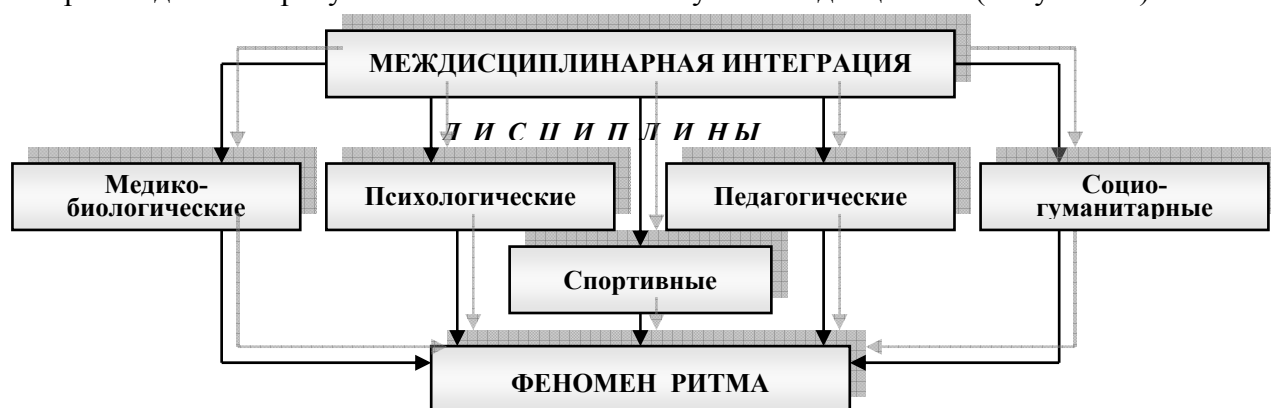 МЕЖДИСЦИПЛИНАРНАЯ ИНТЕГРАЦИЯ
Д И С Ц И П Л И Н Ы
Медико-
биологические
Психологические
Педагогические
Социо-
гуманитарные
Спортивные
ФЕНОМЕН РИТМА